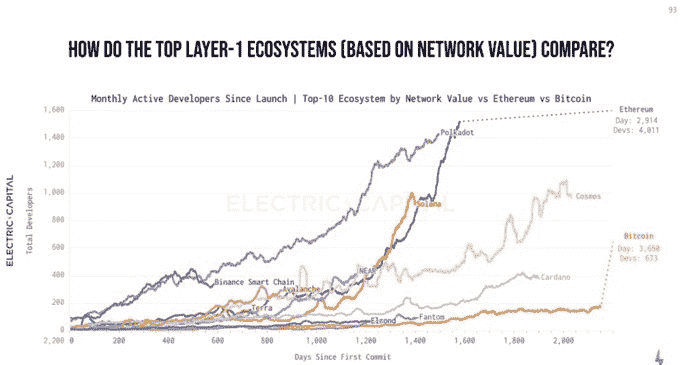 93
HOW DO THE TOP LAYER-1 ECOSYSTEMS (BASED ON NETWORK VALUE) COMPARE?
Monthly Active Developers Since Launch | Top-10 Ecosystem by Network Value vs Ethereum vs Bitcoin
ELECTRIC CAPITAL
Total Developers
1,600
1,400
1,200
1,000
800
600
400
200
0
2,200
0
200
400
600
800
1,000
1,200
1,400
1,600
1,800
2,000
Days Since First Commit
ELECTRIC CAPITAL
Ethereum
Day: 2,914
Devs: 4,011
Polkadot
Solana
Cosmos
Bitcoin
Day: 3,650
Devs: 673
NEAR
Binance Smart Chain
Avalanche
Cardano
Terra
Elrond
Fantom